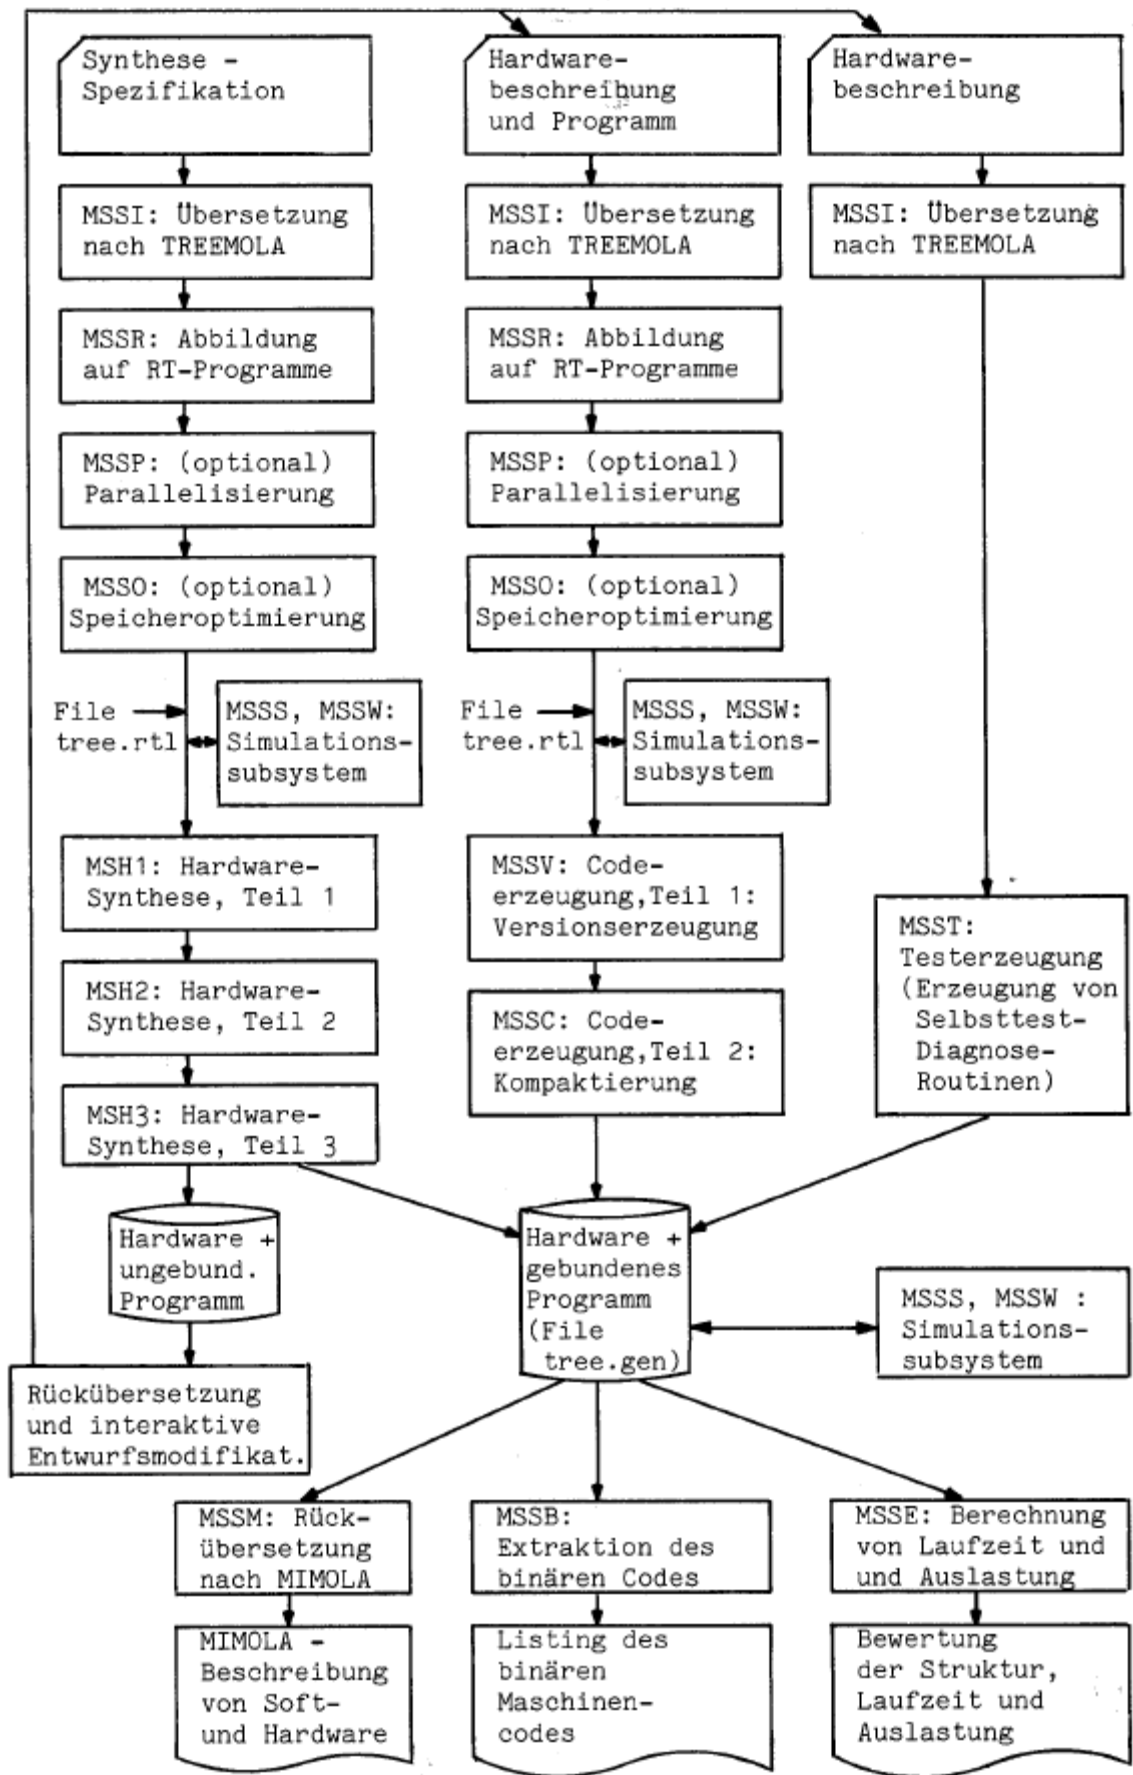 Synthese -
Spezifikation
Hardware-
beschreibung
und Programm
Hardware-
beschreibung
MSSI: Übersetzung
nach TREEMOLA
MSSI: Übersetzung
nach TREEMOLA
MSSI: Übersetzung
nach TREEMOLA
MSSR: Abbildung
auf RT-Programme
MSSR: Abbildung
auf RT-Programme
MSSP: (optional)
Parallelisierung
MSSP: (optional)
Parallelisierung
MSSO: (optional)
Speicheroptimierung
MSSO: (optional)
Speicheroptimierung
File
tree.rtl
MSSS, MSSW:
Simulations-
subsystem
File
tree.rtl
MSSS, MSSW:
Simulations-
subsystem
MSH1: Hardware-
Synthese, Teil 1
MSSV: Code-
erzeugung,Teil 1:
Versionserzeugung
MSST:
Testerzeugung
(Erzeugung von
Selbsttest-
Diagnose-
Routinen)
MSH2: Hardware-
Synthese, Teil 2
MSSC: Code-
erzeugung,Teil 2:
Kompaktierung
MSH3: Hardware-
Synthese, Teil 3
Hardware +
ungebund.
Programm
Hardware +
gebundenes
Programm
(File
tree.gen)
MSSS, MSSW :
Simulations-
subsystem
Rückübersetzung
und interaktive
Entwurfsmodifikat.
MSSM: Rück-
übersetzung
nach MIMOLA
MSSB:
Extraktion des
binären Codes
MSSE: Berechnung
von Laufzeit und
und Auslastung
MIMOLA -
Beschreibung
von Soft-
und Hardware
Listing des
binären
Maschinen-
codes
Bewertung
der Struktur,
Laufzeit und
Auslastung